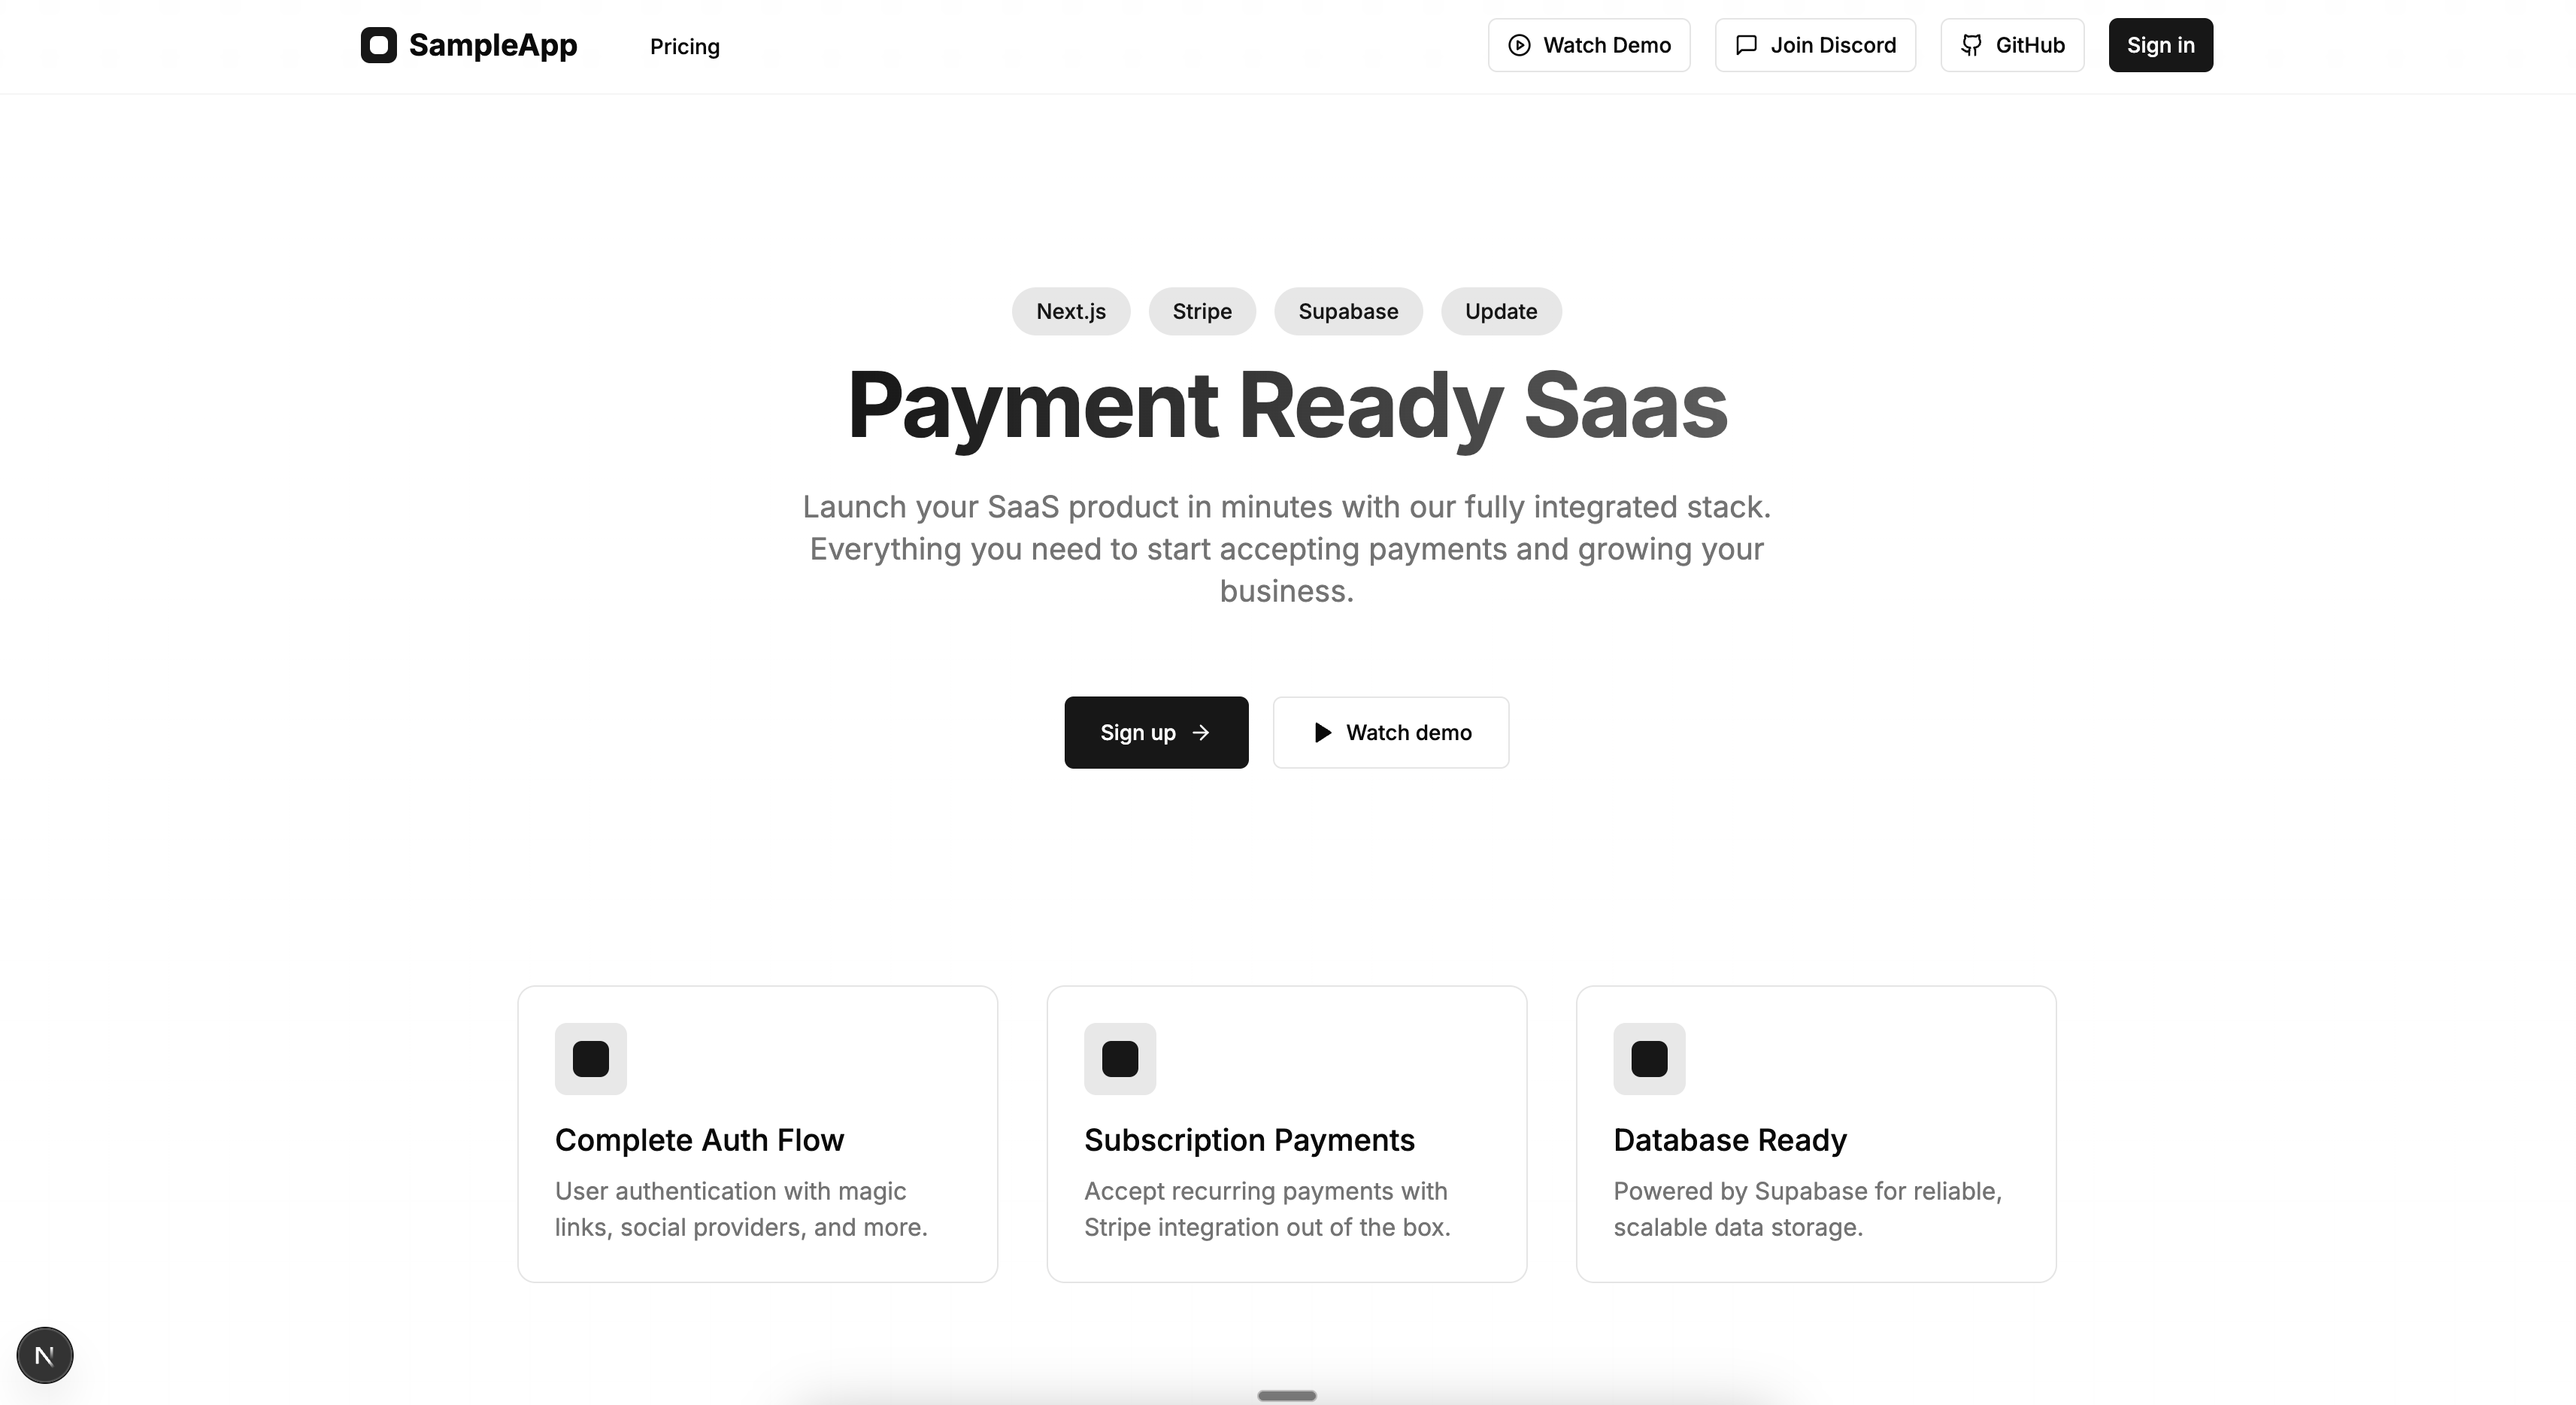 SampleApp
Pricing
Watch Demo
Join Discord
GitHub
Sign in
Next.js
Stripe
Supabase
Update
Payment Ready Saas
Launch your SaaS product in minutes with our fully integrated stack.
Everything you need to start accepting payments and growing your
business.
Sign up →
Watch demo
Complete Auth Flow
User authentication with magic
links, social providers, and more.
Subscription Payments
Accept recurring payments with
Stripe integration out of the box.
Database Ready
Powered by Supabase for reliable,
scalable data storage.
N